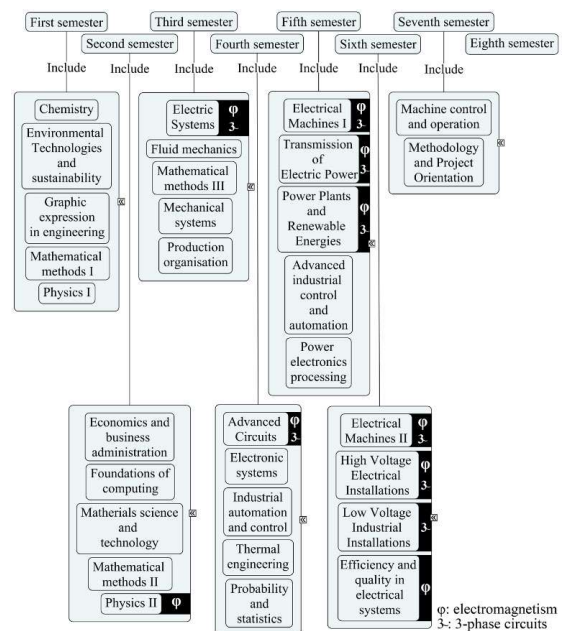 First semester
Third semester
Fifth semester
Seventh semester
Second semester
Fourth semester
Sixth semester
Eighth semester
Include
Include
Include
Include
Include
Include
Include
Chemistry
Environmental
Technologies
and
sustainability
Graphic
expression
in engineering
Mathematical
methods I
Physics I
Electric
Systems
φ
3~
Fluid mechanics
Mathematical
methods III
Mechanical
systems
Production
organisation
Electrical
Machines I
φ
3~
Transmission
of
Electric Power
φ
3~
Power Plants
and
Renewable
Energies
φ
3~
Advanced
industrial
control
and
automation
Power
electronics
processing
Machine control
and operation
Methodology
and Project
Orientation
Economics and
business
administration
Foundations of
computing
Matherials science
and
technology
Mathematical
methods II
Physics II
φ
Advanced
Circuits
φ
3~
Electronic
systems
Industrial
automation
and control
Thermal
engineering
Probability
and
statistics
Electrical
Machines II
φ
3~
High Voltage
Electrical
Installations
φ
3~
Low Voltage
Industrial
Installations
3~
Efficiency and
quality in
electrical
systems
φ
φ: electromagnetism
3~: 3-phase circuits